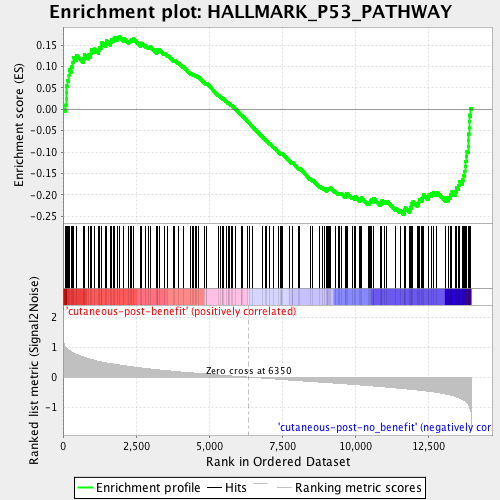 Enrichment plot: HALLMARK_P53_PATHWAY
Enrichment score (ES)
0.15
0.10
0.05
0.00
-0.05
-0.10
-0.15
-0.20
-0.25
'cutaneous-post-benefit' (positively correlated)
Ranked list metric (Signal2Noise)
2
1
0
-1
Zero cross at 6350
'cutaneous-post-no_benefit' (negatively cor
0
2,500
5,000
7,500
10,000
12,500
Rank in Ordered Dataset
Enrichment profile
Hits
Ranking metric scores